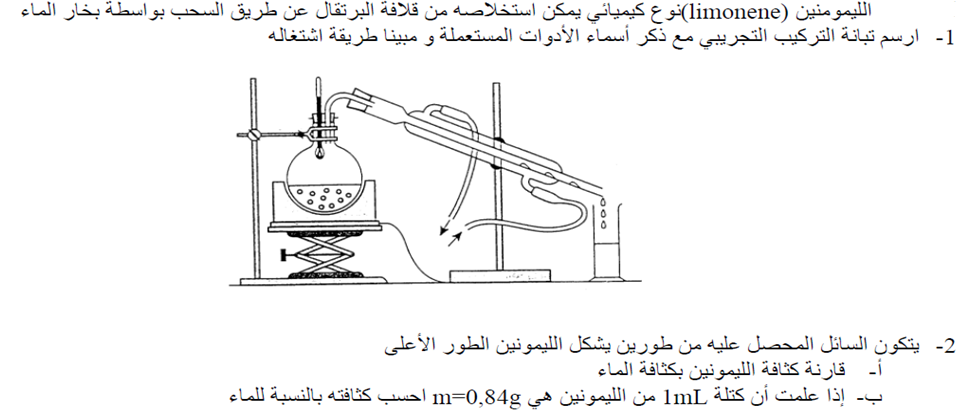 الليمومنين (limonene)نوع كيميائي يمكن استخلاصه من قلافة البرتقال عن طريق السحب بواسطة بخار الماء
1- ارسم تبانة التركيب التجريبي مع ذكر أسماء الأدوات المستعملة و مبينا طريقة اشتغاله
2- يتكون السائل المحصل عليه من طورين يشكل الليمونين الطور الأعلى
أ- قارنة كثافة الليمونين بكثافة الماء
ب- إذا علمت أن كتلة 1mL من الليمونين هي m=0,84g احسب كثافته بالنسبة للماء